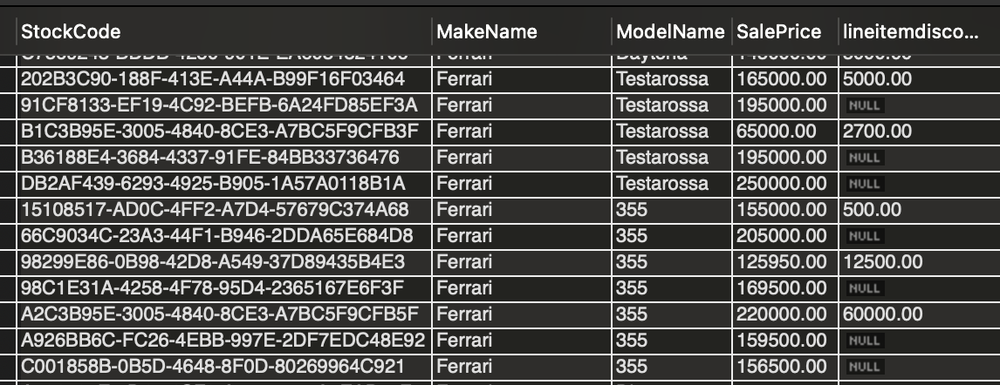 StockCode MakeName ModelName SalePrice lineitemdisco...
202B3C90-188F-413E-A44A-B99F16F03464 Ferrari Testarossa 165000.00 5000.00
91CF8133-EF19-4C92-BEFB-6A24FD85EF3A Ferrari Testarossa 195000.00 NULL
B1C3B95E-3005-4840-8CE3-A7BC5F9CFB3F Ferrari Testarossa 65000.00 2700.00
B36188E4-3684-4337-91FE-84BB33736476 Ferrari Testarossa 195000.00 NULL
DB2AF439-6293-4925-B905-1A57A0118B1A Ferrari Testarossa 250000.00 NULL
15108517-AD0C-4FF2-A7D4-57679C374A68 Ferrari 355 155000.00 500.00
66C9034C-23A3-44F1-B946-2DDA65E684D8 Ferrari 355 205000.00 NULL
98299E86-0B98-42D8-A549-37D89435B4E3 Ferrari 355 125950.00 12500.00
98C1E31A-4258-4F78-95D4-2365167E6F3F Ferrari 355 169500.00 NULL
A2C3B95E-3005-4840-8CE3-A7BC5F9CFB5F Ferrari 355 220000.00 60000.00
A926BB6C-FC26-4EBB-997E-2DF7EDC48E92 Ferrari 355 159500.00 NULL
C001858B-0B5D-4648-8F0D-80269964C921 Ferrari 355 156500.00 NULL